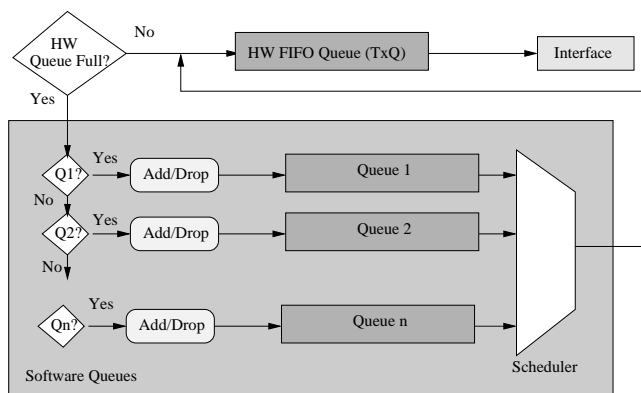 HW
Queue Full?
No
HW FIFO Queue (TxQ)
Interface
Yes
Q1?
Yes
Add/Drop
Queue 1
No
Q2?
Yes
Add/Drop
Queue 2
No
Qn?
Yes
Add/Drop
Queue n
Scheduler
Software Queues